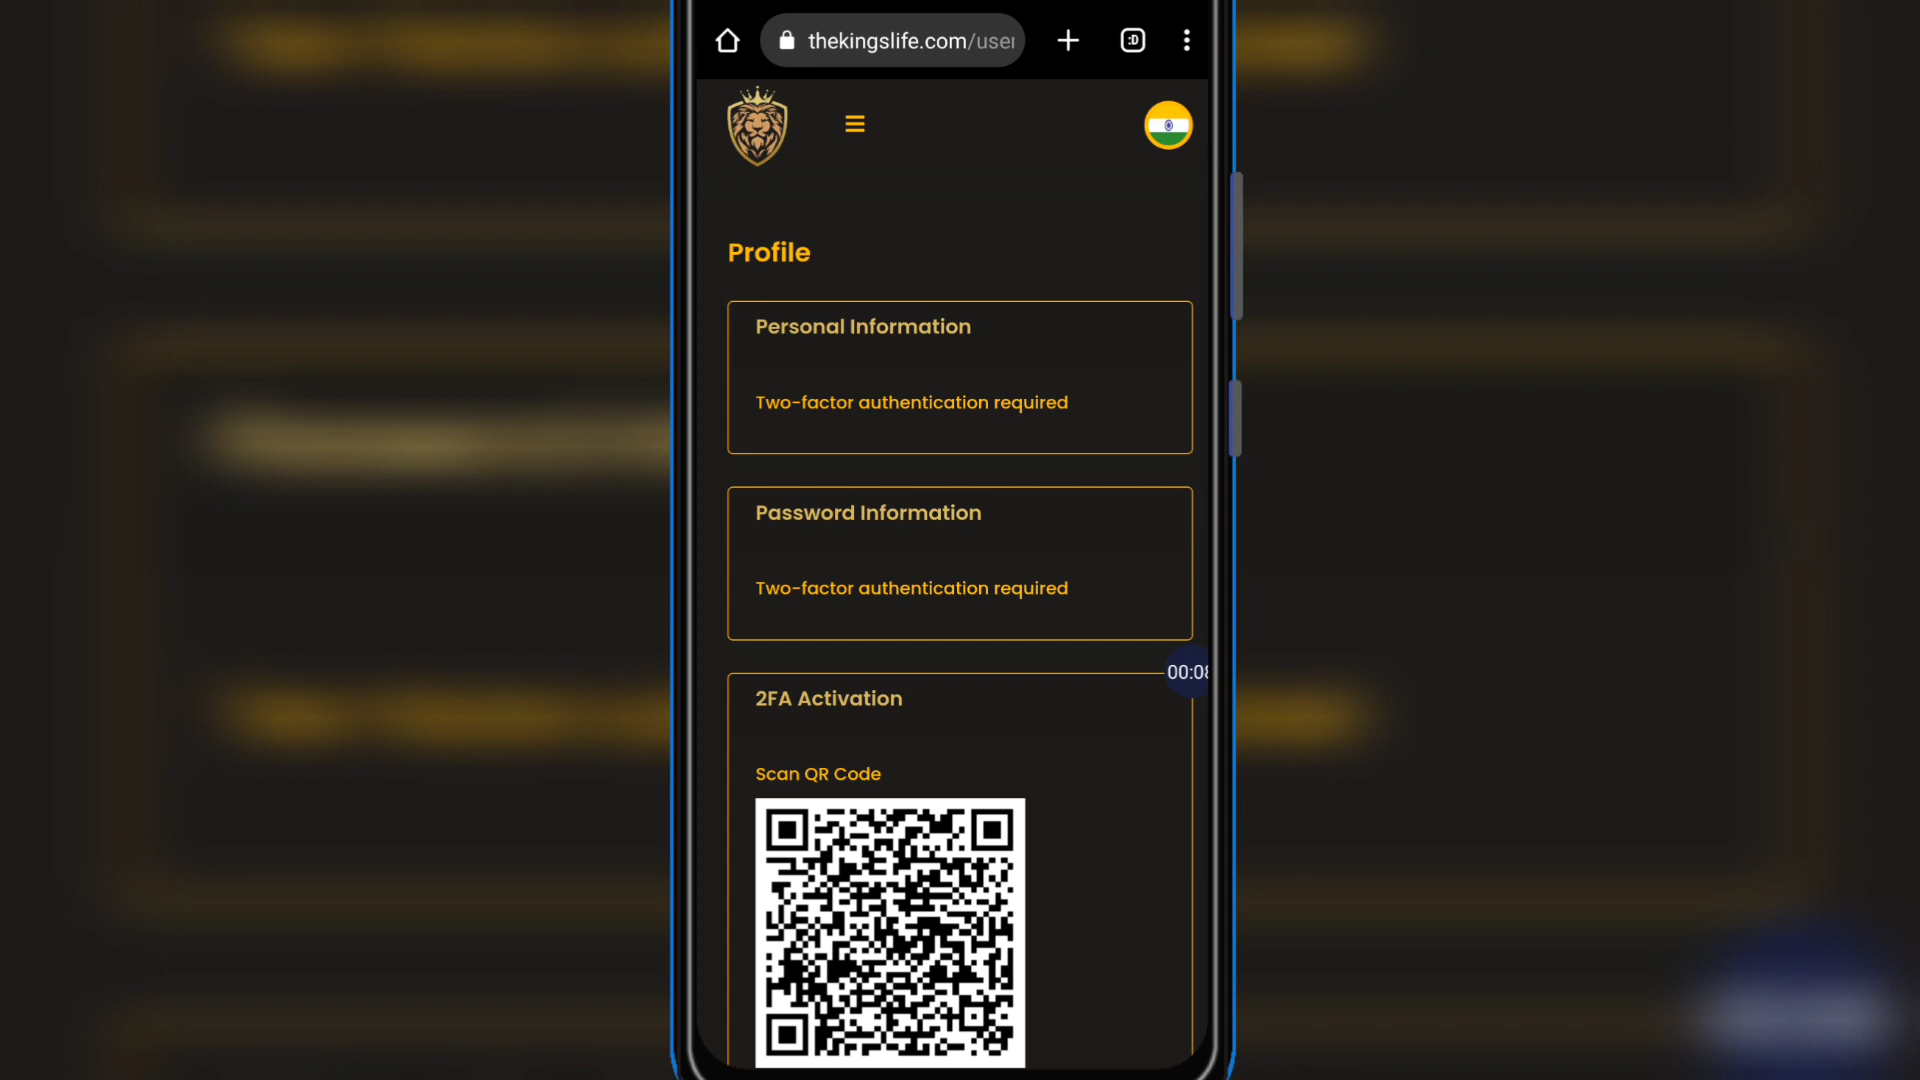 thekingslife.com/user
:D
Profile
Personal Information
Two-factor authentication required
Password Information
Two-factor authentication required
00:08
2FA Activation
Scan QR Code